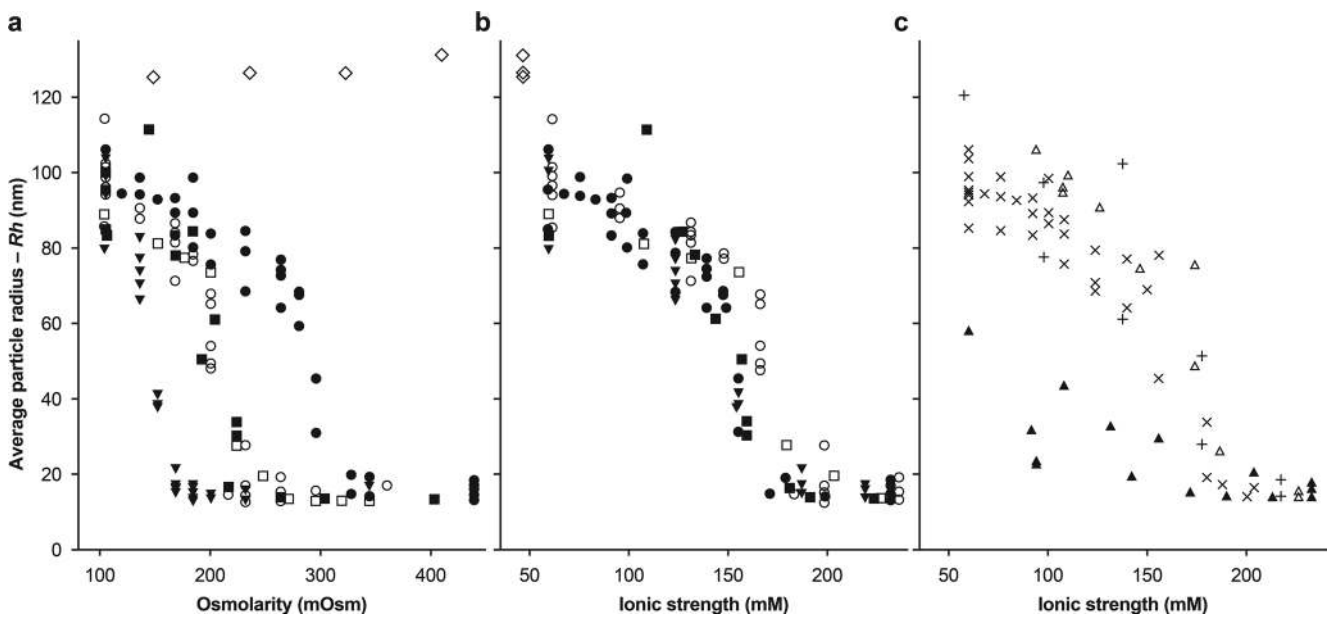 a
b
c
Average particle radius – Rh (nm)
120
100
80
60
40
20
0
100
200
300
400
Osmolarity (mOsm)
50
100
150
200
Ionic strength (mM)
50
100
150
200
Ionic strength (mM)